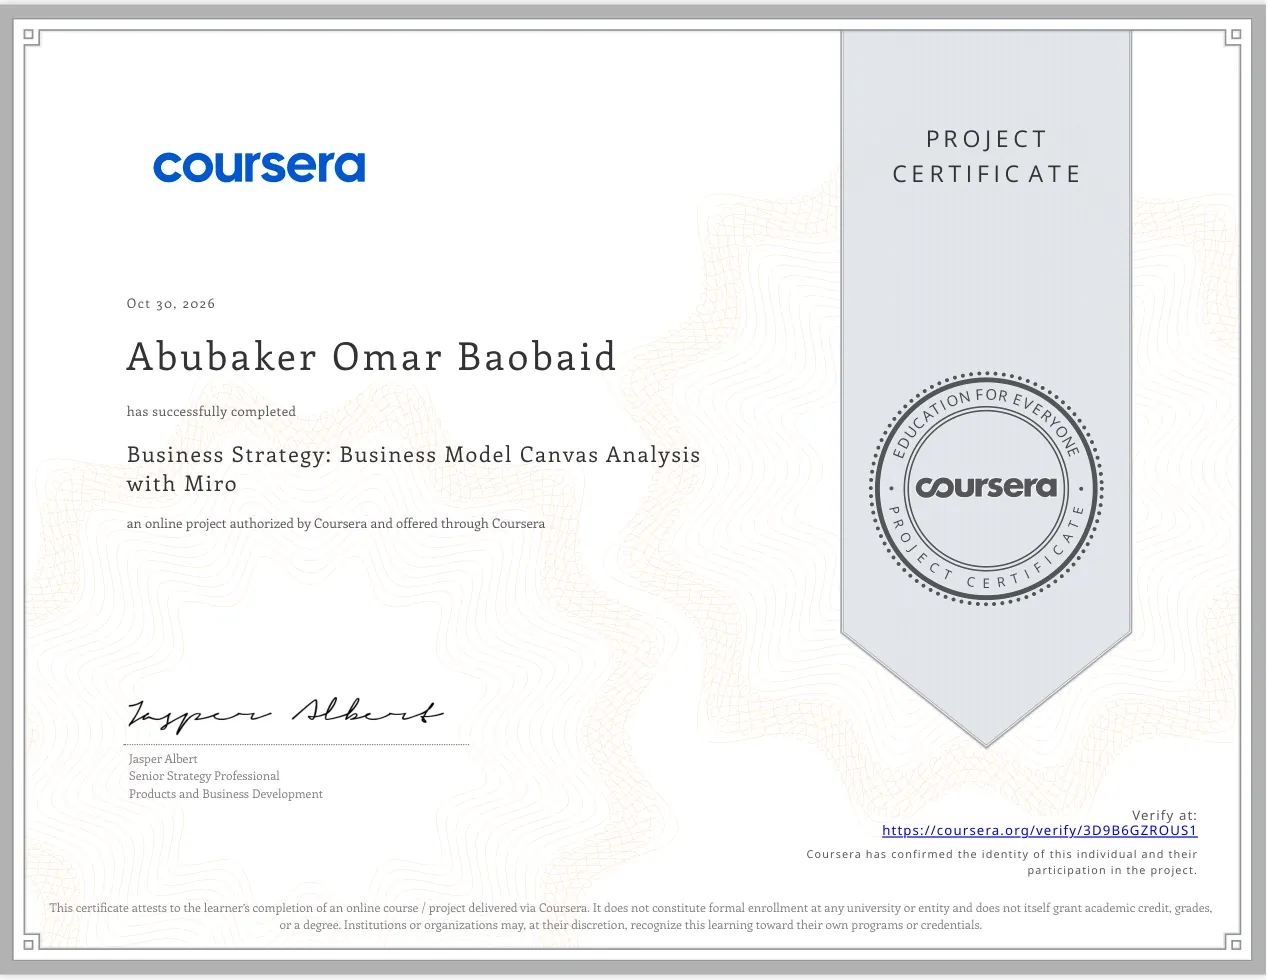 coursera
PROJECT
CERTIFICATE
Oct 30, 2026
Abubaker Omar Baobaid
has successfully completed
Business Strategy: Business Model Canvas Analysis
with Miro
an online project authorized by Coursera and offered through Coursera
EDUCATION FOR EVERYONE
coursera
PROJECT CERTIFICATE
Jasper Albert
Jasper Albert
Senior Strategy Professional
Products and Business Development
Verify at:
https://coursera.org/verify/3D9B6GZROUS1
Coursera has confirmed the identity of this individual and their
participation in the project.
This certificate attests to the learner's completion of an online course / project delivered via Coursera. It does not constitute formal enrollment at any university or entity and does not itself grant academic credit, grades,
or a degree. Institutions or organizations may, at their discretion, recognize this learning toward their own programs or credentials.